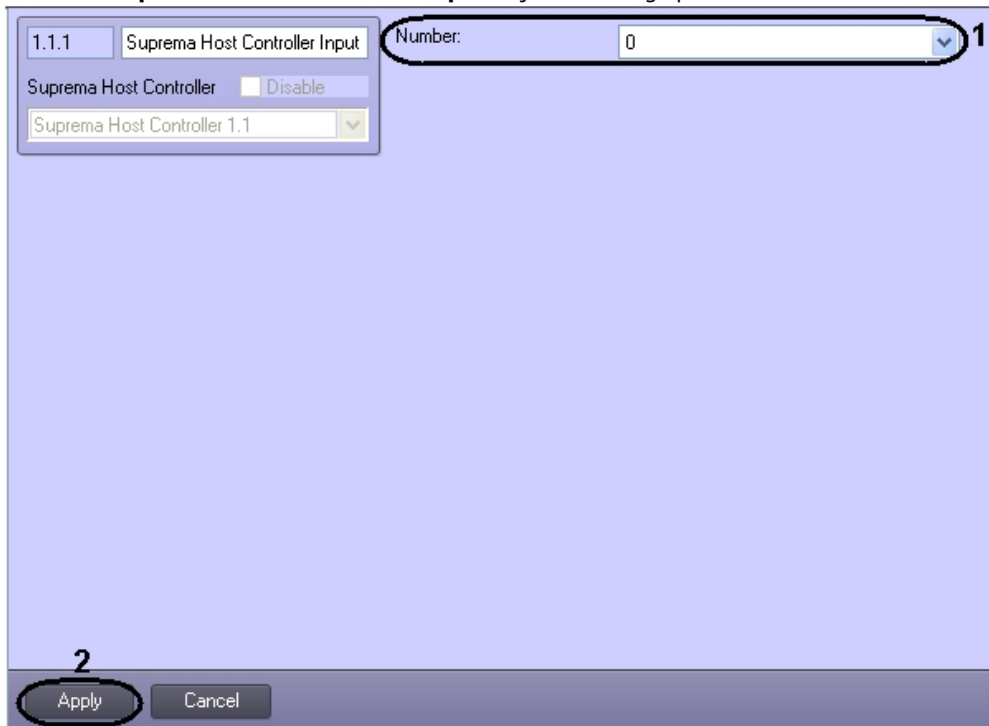 1.1.1 Suprema Host Controller Input Number: 0 1
Suprema Host Controller Disable
Suprema Host Controller 1.1
2
Apply Cancel